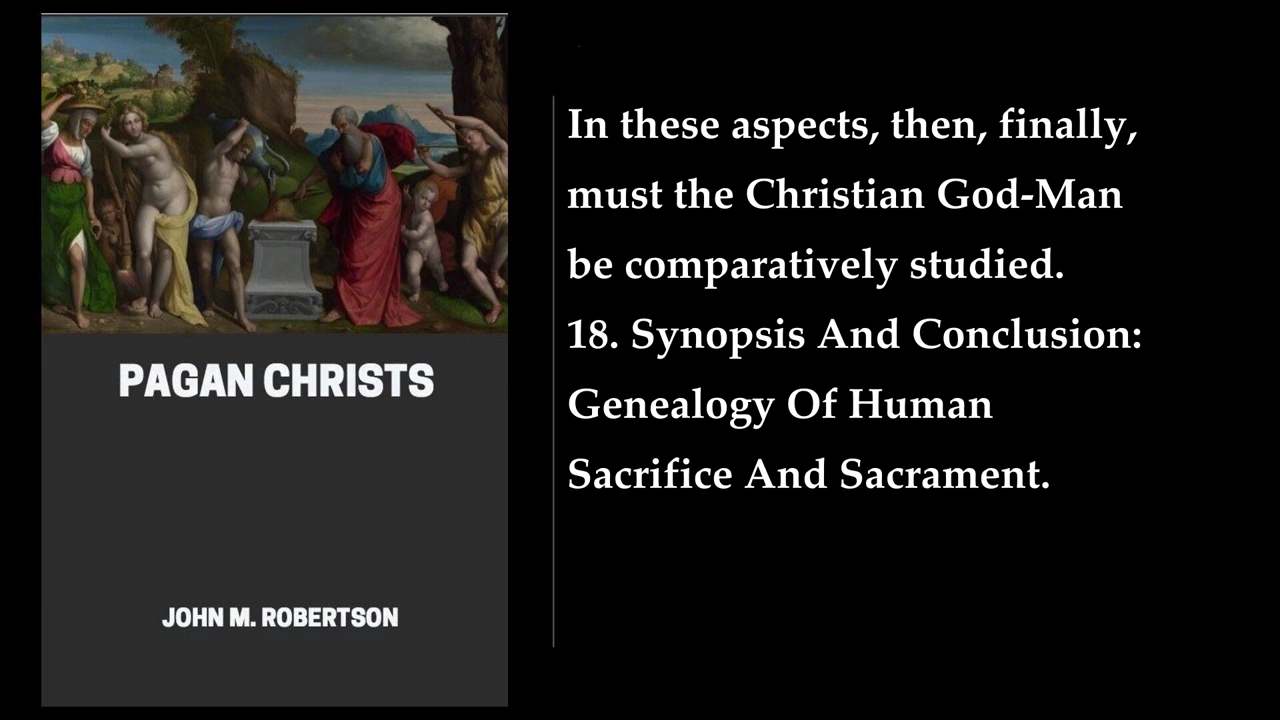 PAGAN CHRISTS
JOHN M. ROBERTSON
In these aspects, then, finally,
must the Christian God-Man
be comparatively studied.
18. Synopsis And Conclusion:
Genealogy Of Human
Sacrifice And Sacrament.